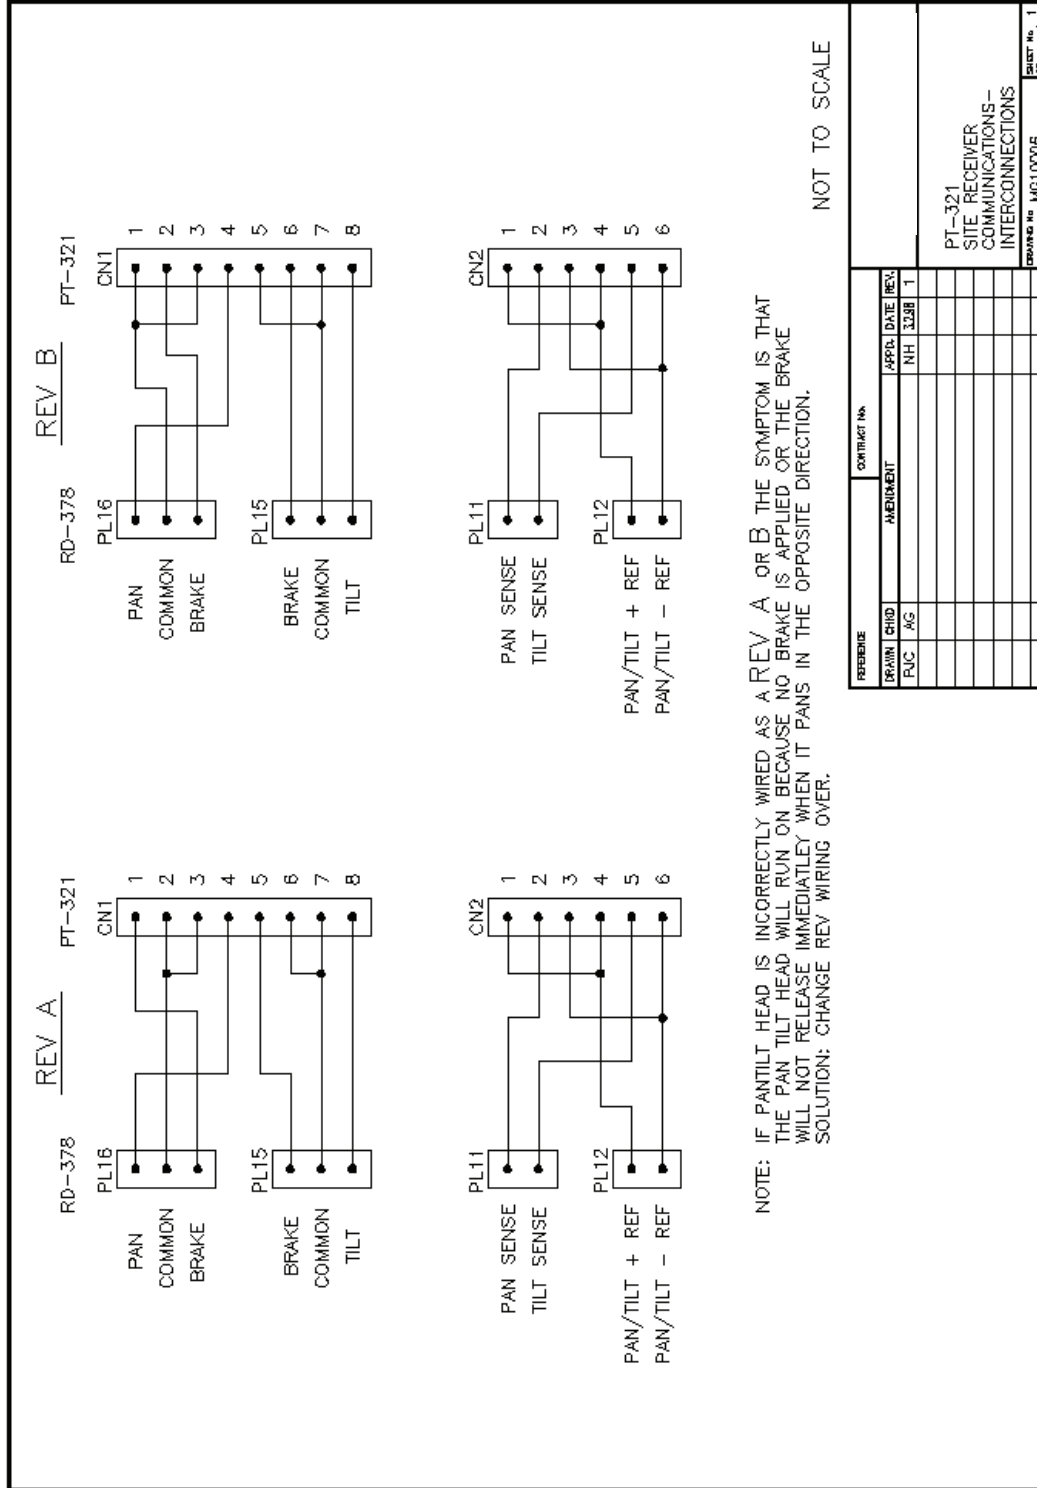 REV A
RD-378
PT-321
PL16
CN1
PAN
1
COMMON
2
BRAKE
3
4
PL15
5
BRAKE
6
COMMON
7
TILT
8
PL11
CN2
PAN SENSE
1
TILT SENSE
2
3
PL12
4
PAN/TILT + REF
5
PAN/TILT - REF
6
REV B
RD-378
PT-321
PL16
CN1
PAN
1
COMMON
2
BRAKE
3
4
PL15
5
BRAKE
6
COMMON
7
TILT
8
PL11
CN2
PAN SENSE
1
TILT SENSE
2
3
PL12
4
PAN/TILT + REF
5
PAN/TILT - REF
6
NOTE: IF PANTILT HEAD IS INCORRECTLY WIRED AS A REV A OR B THE SYMPTOM IS THAT
THE PAN TILT HEAD WILL RUN ON BECAUSE NO BRAKE IS APPLIED OR THE BRAKE
WILL NOT RELEASE IMMEDIATLEY WHEN IT PANS IN THE OPPOSITE DIRECTION.
SOLUTION: CHANGE REV WIRING OVER.
NOT TO SCALE
REFERENCE
CONTRACT No.
DRAWN CHKD AMENDMENT APPD. DATE REV.
PJC AG NH 3.2.98 1
PT-321
SITE RECEIVER
COMMUNICATIONS-
INTERCONNECTIONS
DRAWING No
SHEET No. 1